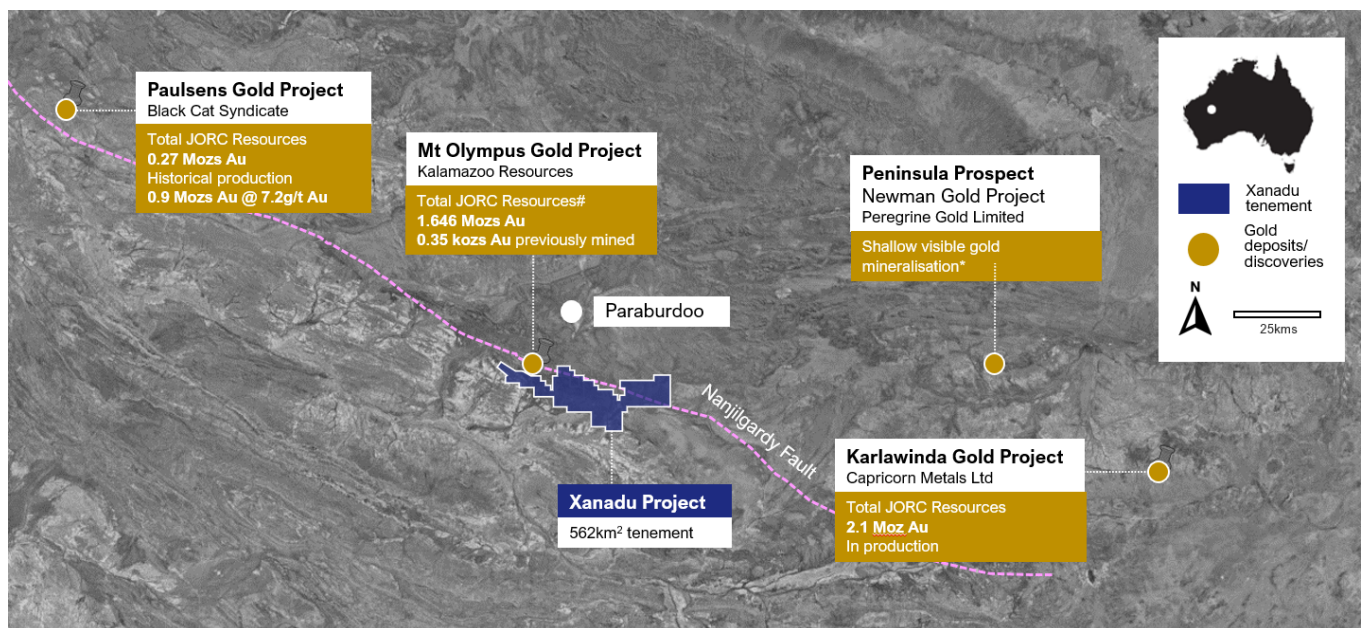 Paulsens Gold Project
Black Cat Syndicate
Total JORC Resources
0.27 Mozs Au
Historical production
0.9 Mozs Au @ 7.2g/t Au
Mt Olympus Gold Project
Kalamazoo Resources
Total JORC Resources#
1.646 Mozs Au
0.35 kozs Au previously mined
Peninsula Prospect
Newman Gold Project
Peregrine Gold Limited
Shallow visible gold
mineralisation*
Xanadu
tenement
Gold
deposits/
discoveries
N
25kms
Paraburdoo
Nanjilgardy Fault
Karlawinda Gold Project
Capricorn Metals Ltd
Total JORC Resources
2.1 Moz Au
In production
Xanadu Project
562km² tenement